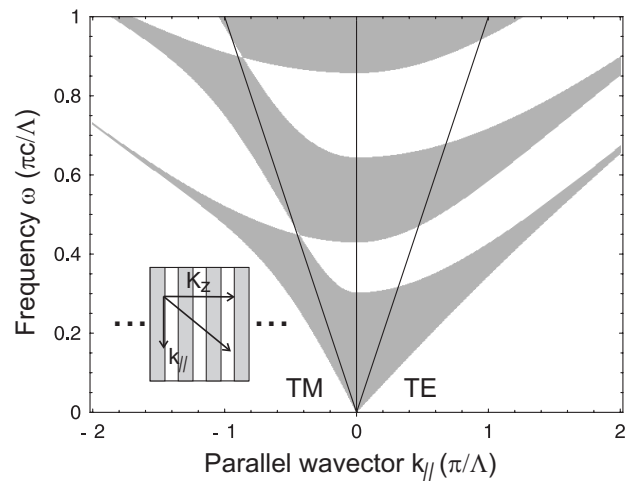 Frequency ω (πc/Λ)
1
0.8
0.6
0.4
0.2
0
K_Z
k_//
... ...
TM TE
- 2 - 1 0 1 2
Parallel wavector k_// (π/Λ)